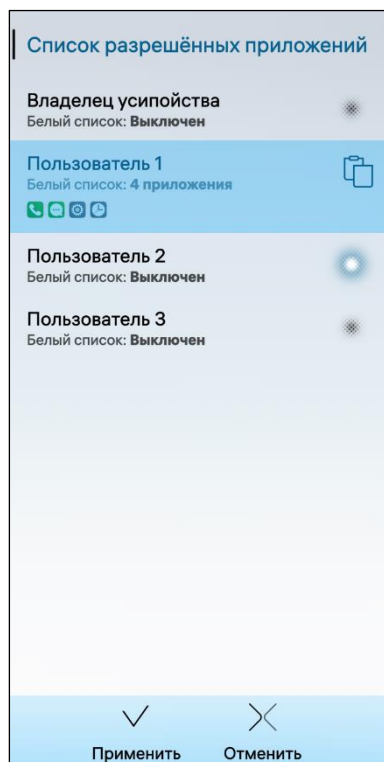 Список разрешённых приложений
Владелец усипойства
Белый список: Выключен
Пользователь 1
Белый список: 4 приложения
Пользователь 2
Белый список: Выключен
Пользователь 3
Белый список: Выключен
Применить
Отменить